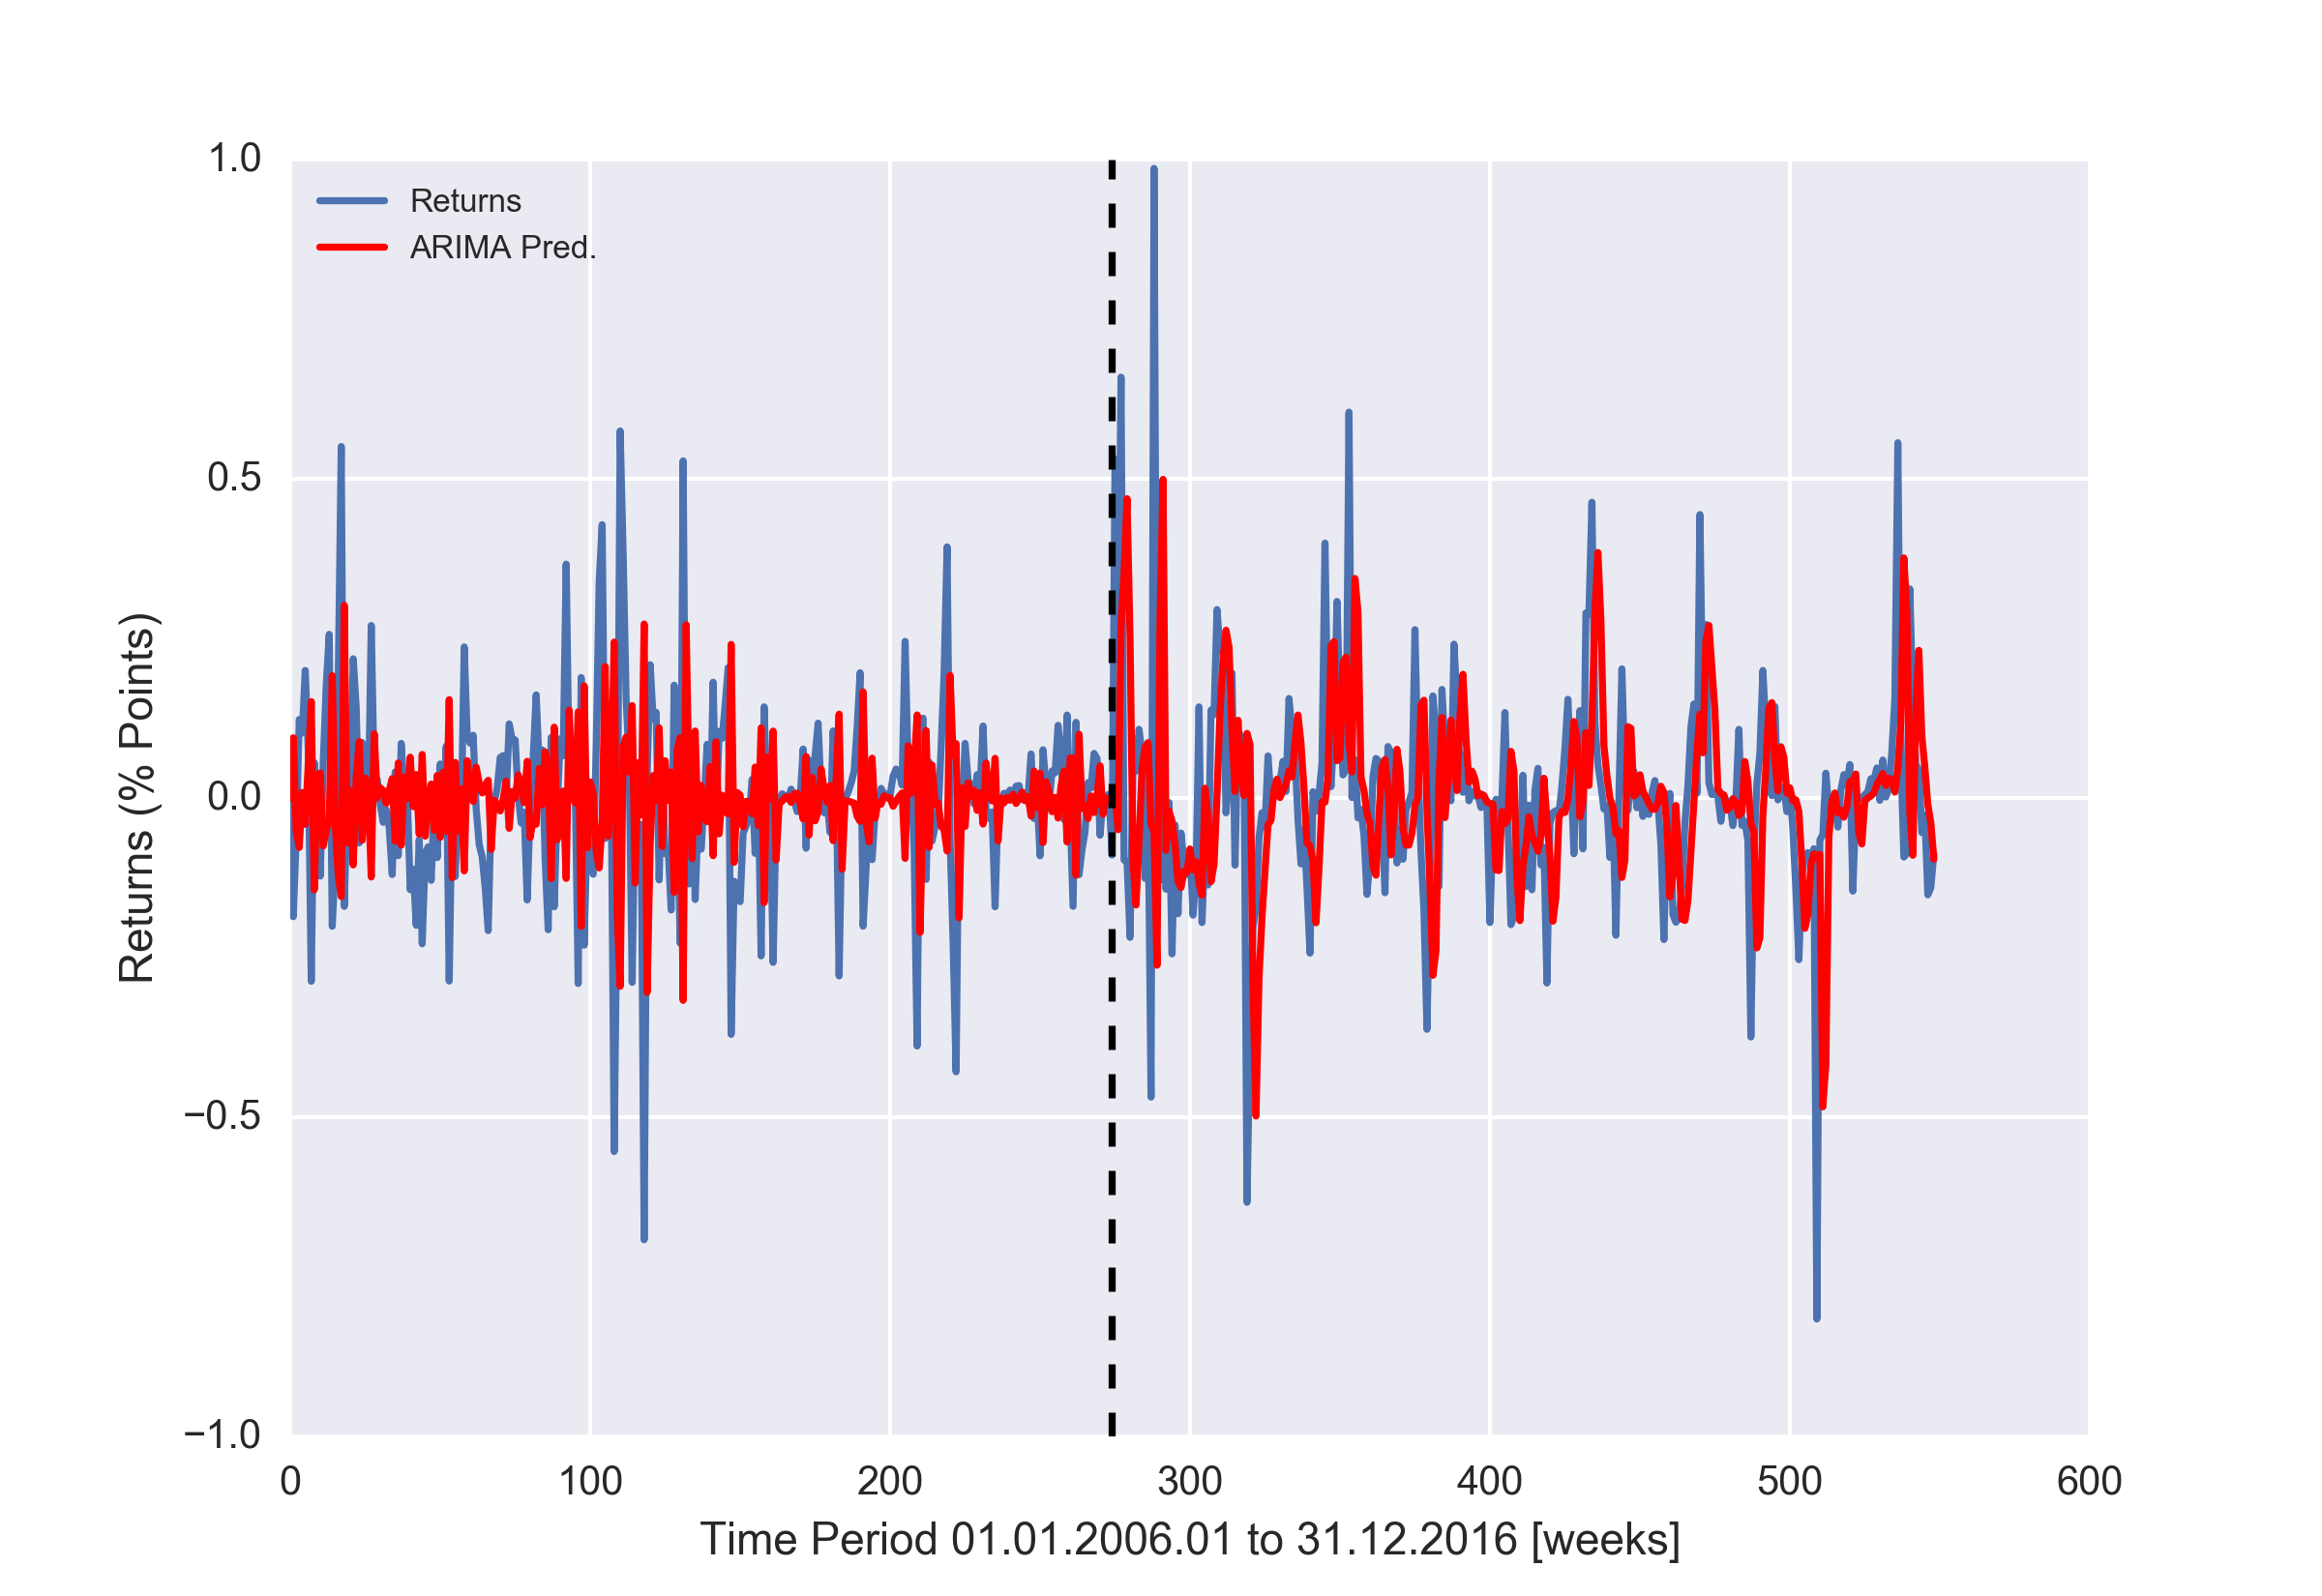 Returns
ARIMA Pred.
1.0
0.5
0.0
−0.5
−1.0
Returns (% Points)
0 100 200 300 400 500 600
Time Period 01.01.2006.01 to 31.12.2016 [weeks]